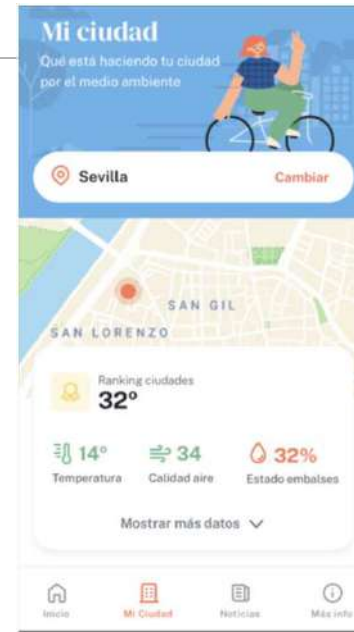 Mi ciudad
Qué está haciendo tu ciudad
por el medio ambiente
Sevilla
Cambiar
SAN GIL
SAN LORENZO
Ranking ciudades
32º
14º
34
32%
Temperatura
Calidad aire
Estado embalses
Mostrar más datos
Inicio
Mi Ciudad
Noticias
Más info